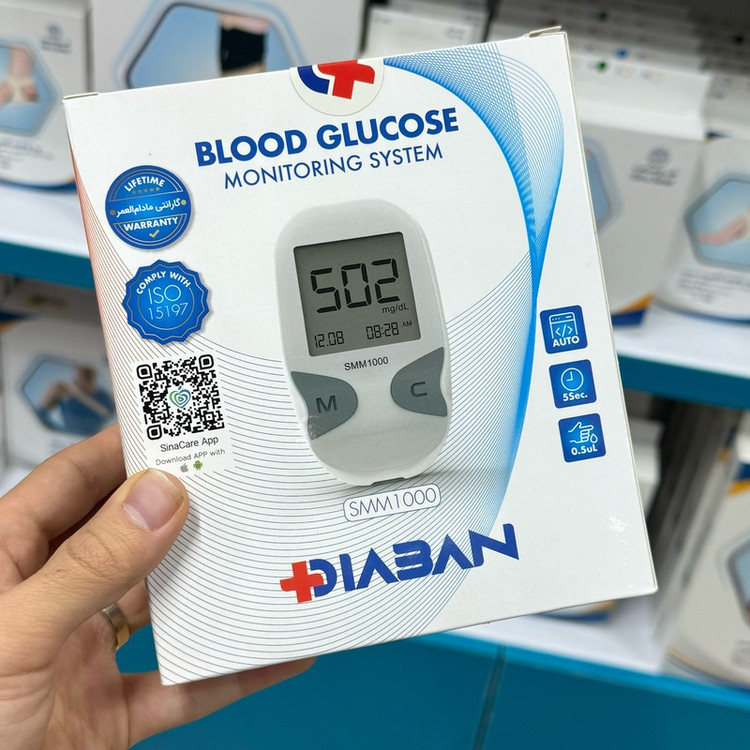 BLOOD GLUCOSE
MONITORING SYSTEM
LIFETIME
گارانتی مادام‌العمر
WARRANTY
COMPLY WITH
ISO
15197
SinaCare App
Download APP with
502
mg/dL
12.08 08:28 AM
SMM1000
M C
SMM1000
AUTO
5Sec.
0.5uL
DIABAN